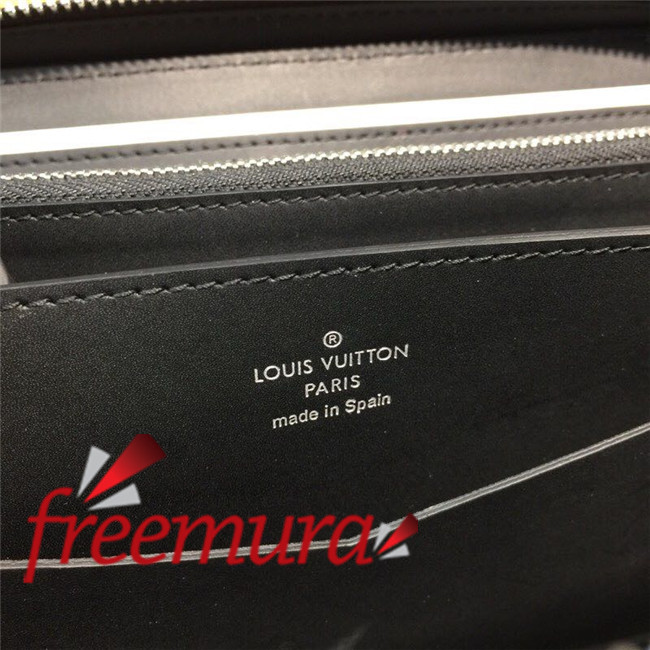 ®
LOUIS VUITTON
PARIS
made in Spain
freemura